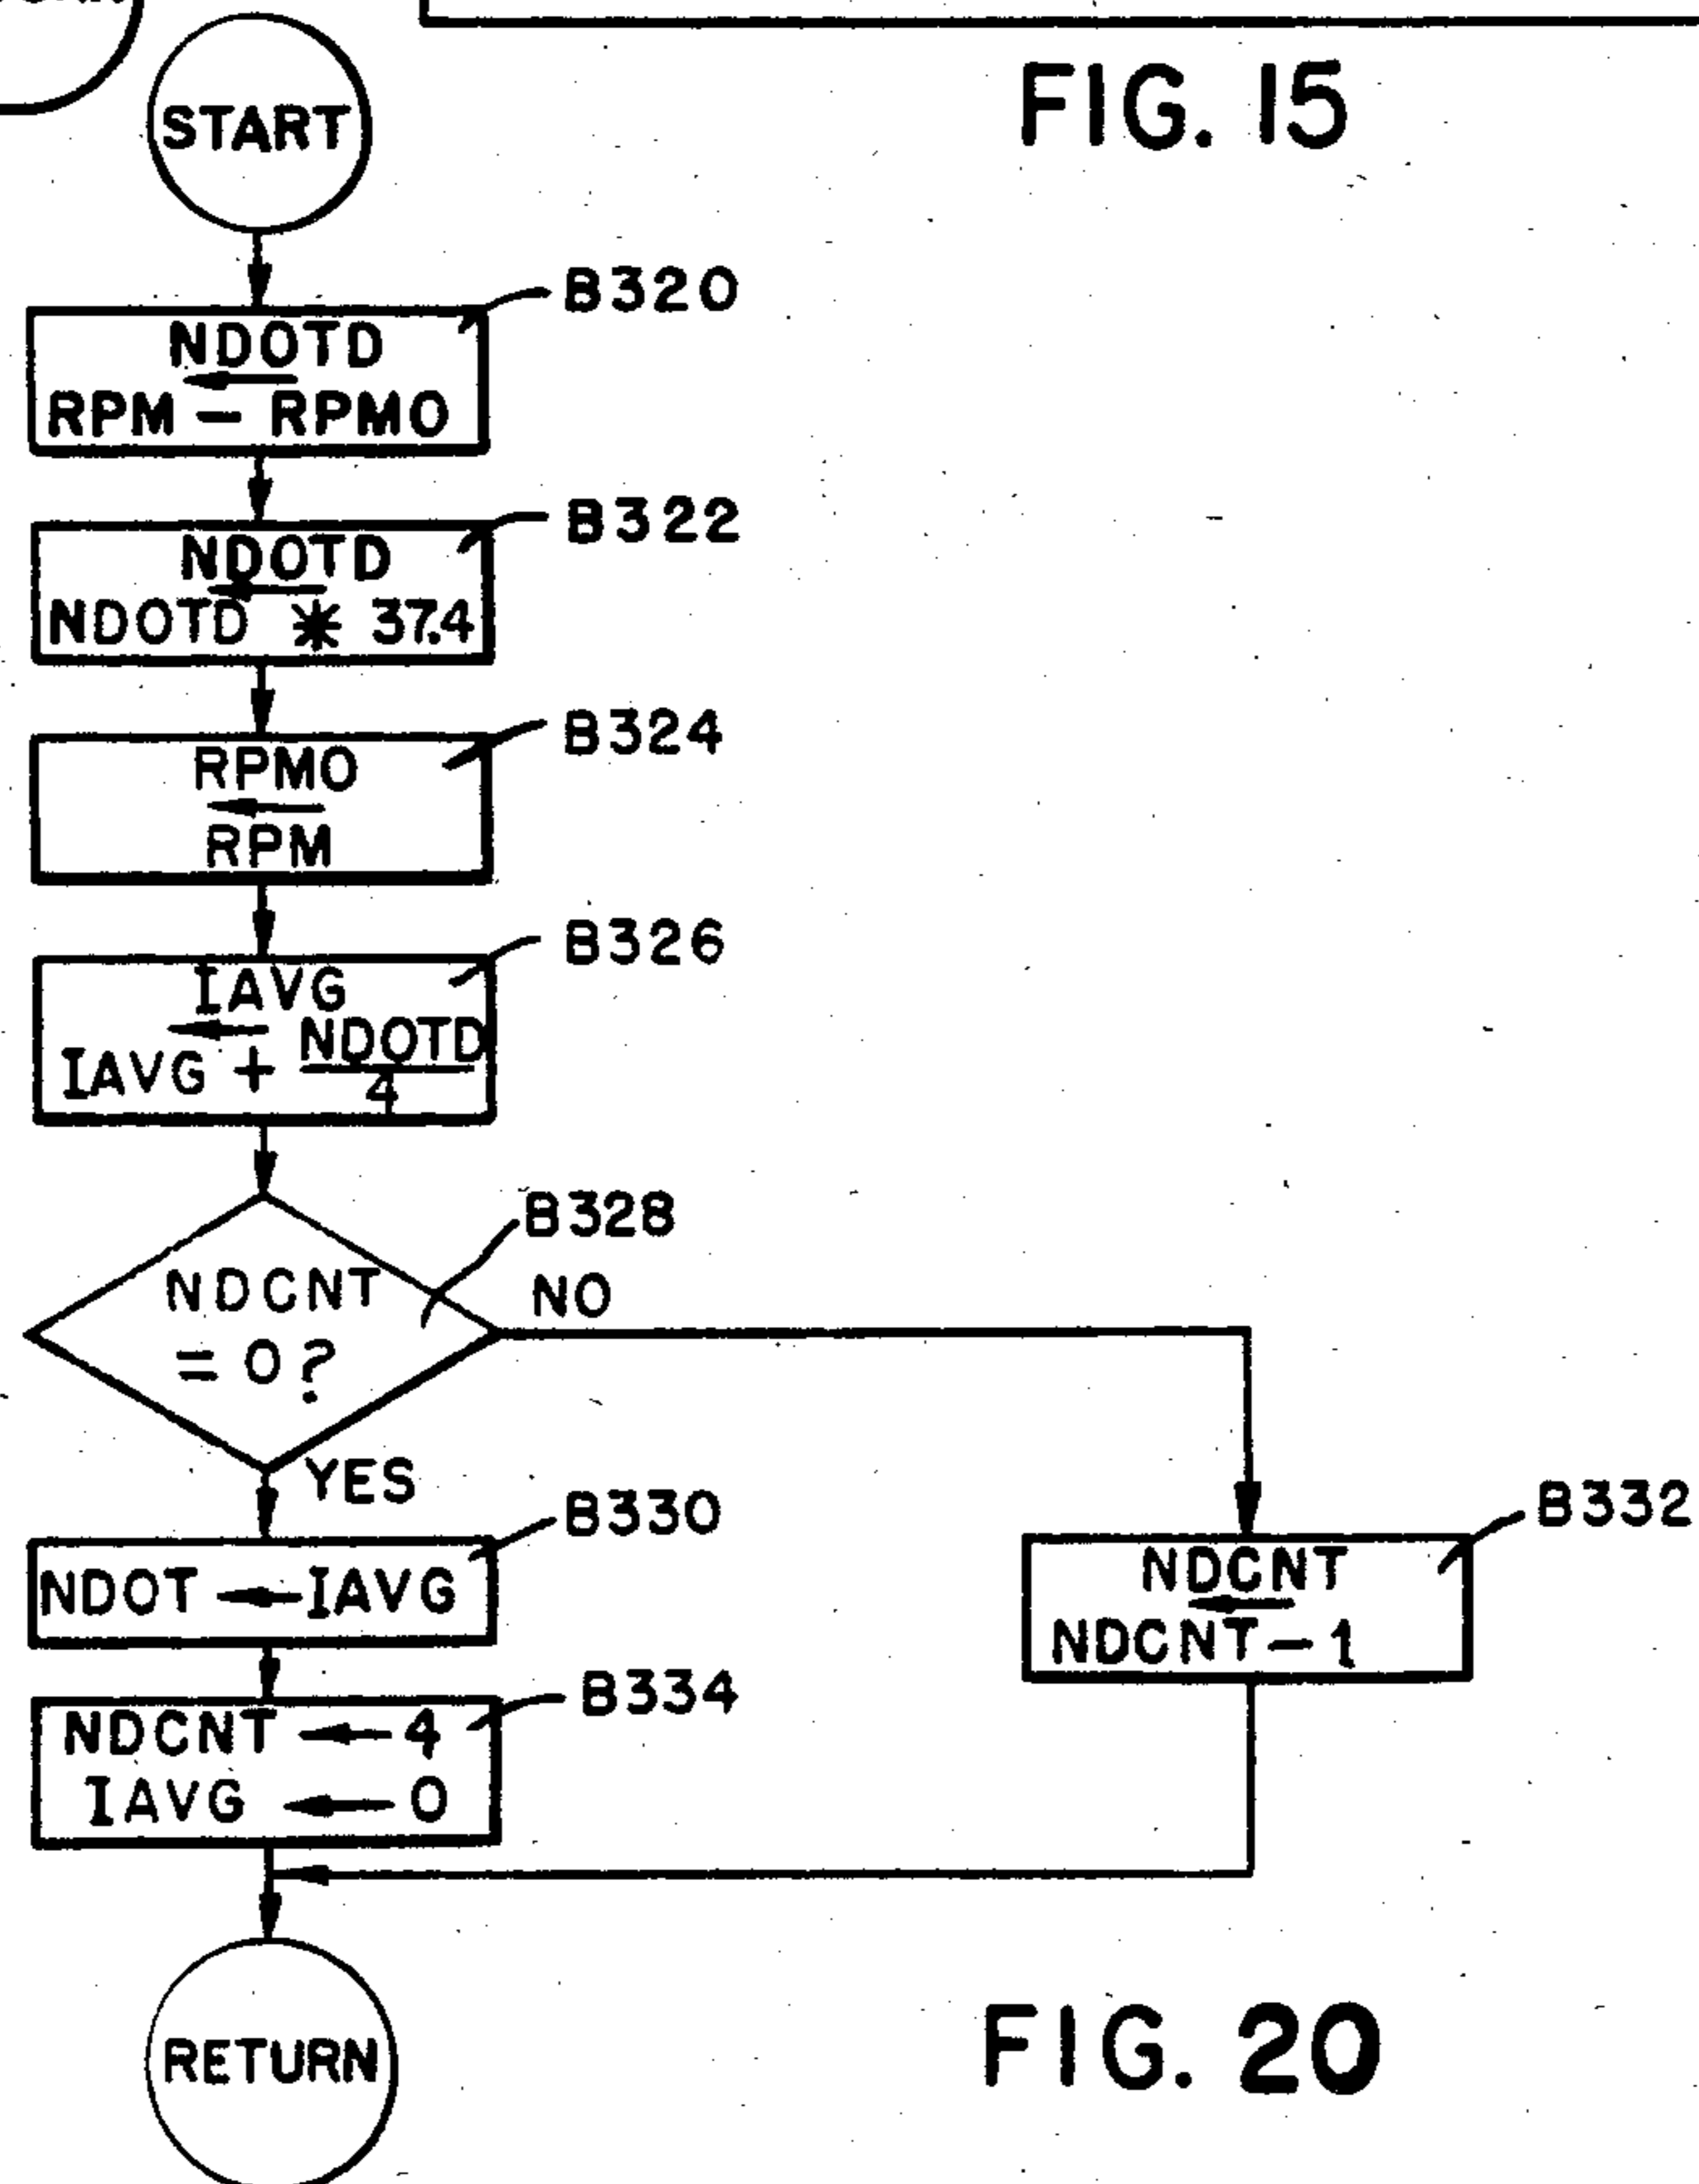 FIG. 15
START
B320
NDOTD
←
RPM — RPMO
B322
NDOTD
←
NDOTD * 37.4
B324
RPMO
←
RPM
B326
IAVG
←
IAVG + NDOTD
4
B328
NDCNT
= 0?
NO
YES
B330
NDOT ← IAVG
B332
NDCNT
←
NDCNT — 1
B334
NDCNT ← 4
IAVG ← 0
RETURN
FIG. 20